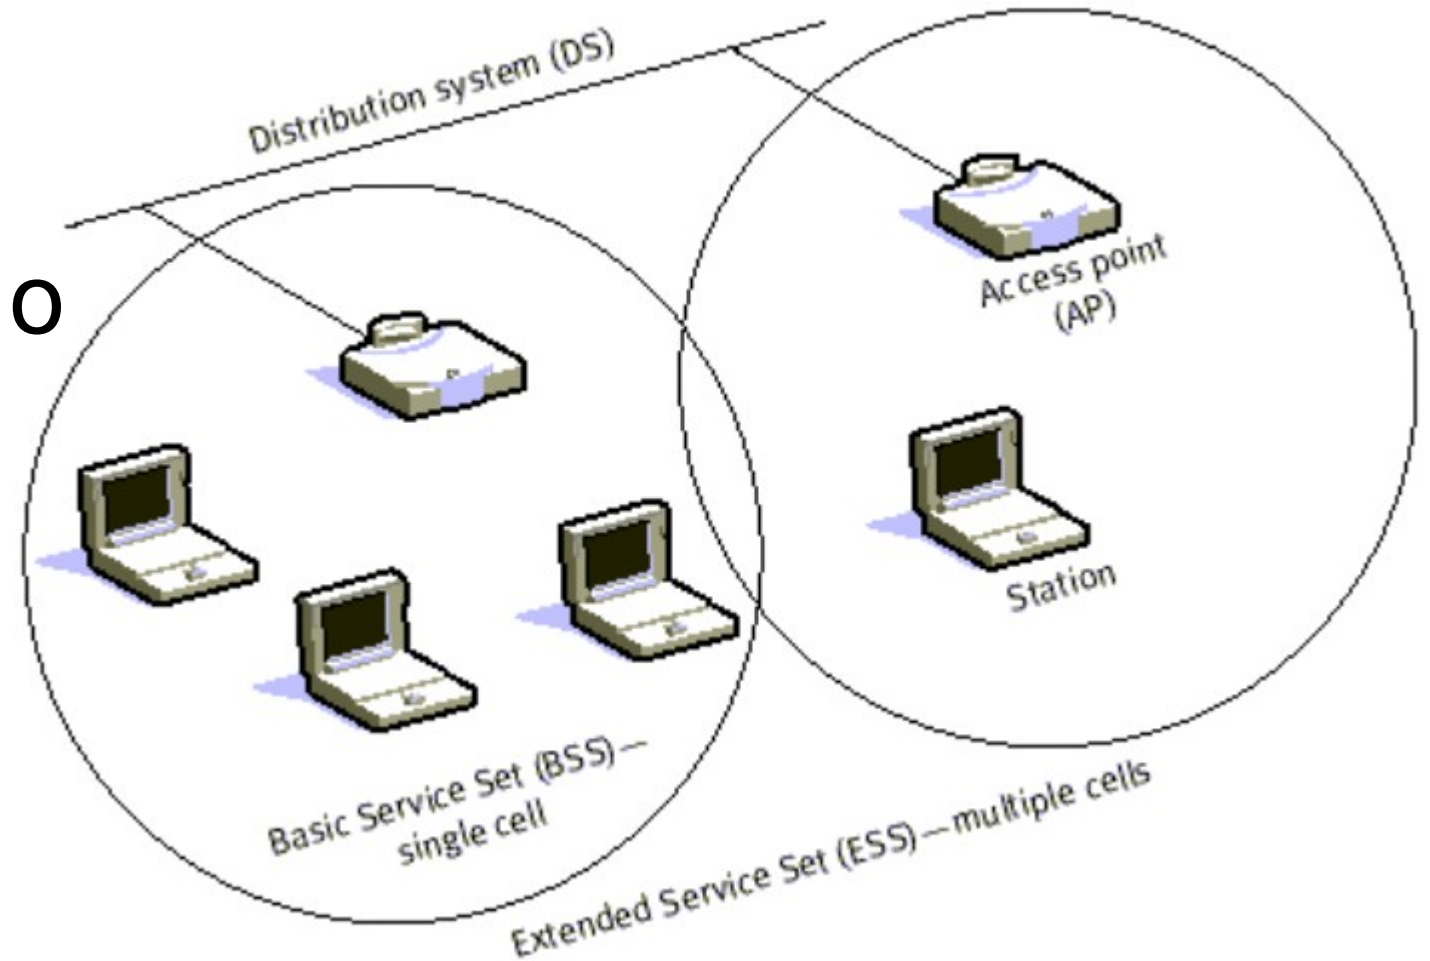 Distribution system (DS)
o
Access point
(AP)
Station
Basic Service Set (BSS)—
single cell
Extended Service Set (ESS)—multiple cells